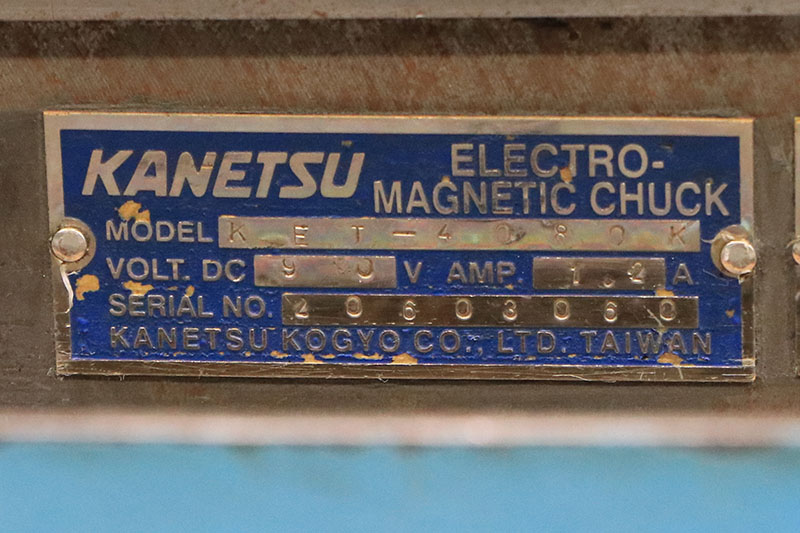 KANETSU
ELECTRO-
MAGNETIC CHUCK
MODEL KET-4080K
VOLT. DC 90 V AMP. 1.2 A
SERIAL NO. 20603060
KANETSU KOGYO CO., LTD. TAIWAN